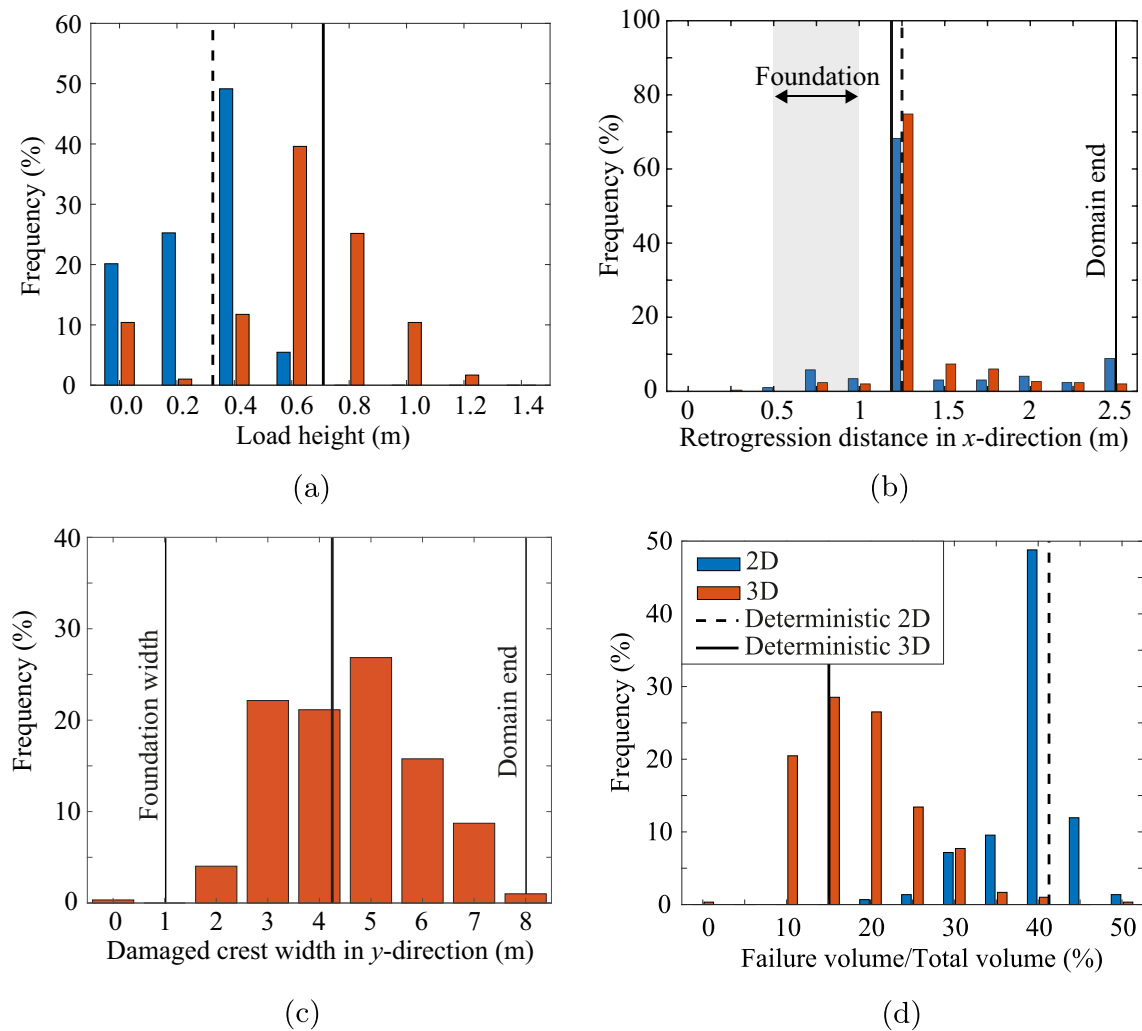 60
50
40
30
20
10
0
Frequency (%)
0.0 0.2 0.4 0.6 0.8 1.0 1.2 1.4
Load height (m)
(a)
100
80
60
40
20
0
Frequency (%)
Foundation
Domain end
0 0.5 1 1.5 2 2.5
Retrogression distance in x-direction (m)
(b)
40
30
20
10
0
Frequency (%)
Foundation width
Domain end
0 1 2 3 4 5 6 7 8
Damaged crest width in y-direction (m)
(c)
50
40
30
20
10
0
Frequency (%)
2D
3D
Deterministic 2D
Deterministic 3D
0 10 20 30 40 50
Failure volume/Total volume (%)
(d)